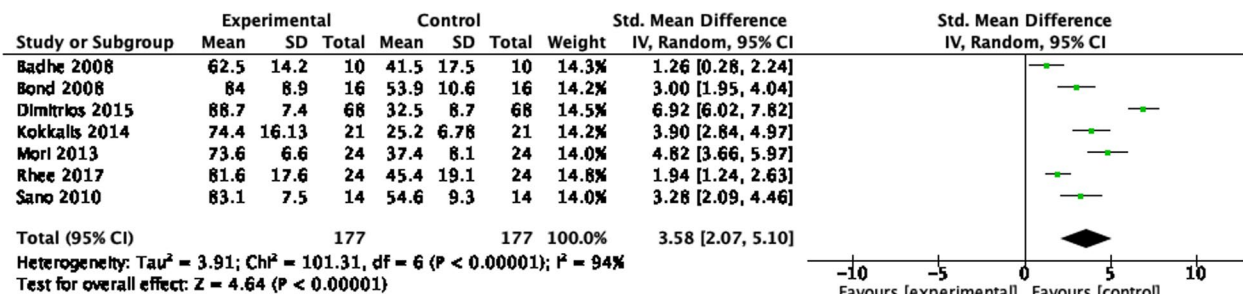 Experimental Control Std. Mean Difference Std. Mean Difference
Study or Subgroup Mean SD Total Mean SD Total Weight IV, Random, 95% CI IV, Random, 95% CI
Badhe 2008 62.5 14.2 10 41.5 17.5 10 14.3% 1.26 [0.28, 2.24]
Bond 2008 84 8.9 16 53.9 10.6 16 14.2% 3.00 [1.95, 4.04]
Dimitrios 2015 88.7 7.4 68 32.5 8.7 68 14.5% 6.92 [6.02, 7.82]
Kokkalis 2014 74.4 16.13 21 25.2 6.78 21 14.2% 3.90 [2.84, 4.97]
Mori 2013 73.6 6.6 24 37.4 8.1 24 14.0% 4.82 [3.66, 5.97]
Rhee 2017 81.6 17.6 24 45.4 19.1 24 14.8% 1.94 [1.24, 2.63]
Sano 2010 83.1 7.5 14 54.6 9.3 14 14.0% 3.28 [2.09, 4.46]
Total (95% CI) 177 177 100.0% 3.58 [2.07, 5.10]
Heterogeneity: Tau² = 3.91; Chi² = 101.31, df = 6 (P < 0.00001); I² = 94%
Test for overall effect: Z = 4.64 (P < 0.00001)
-10 -5 0 5 10
Favours [experimental] Favours [control]